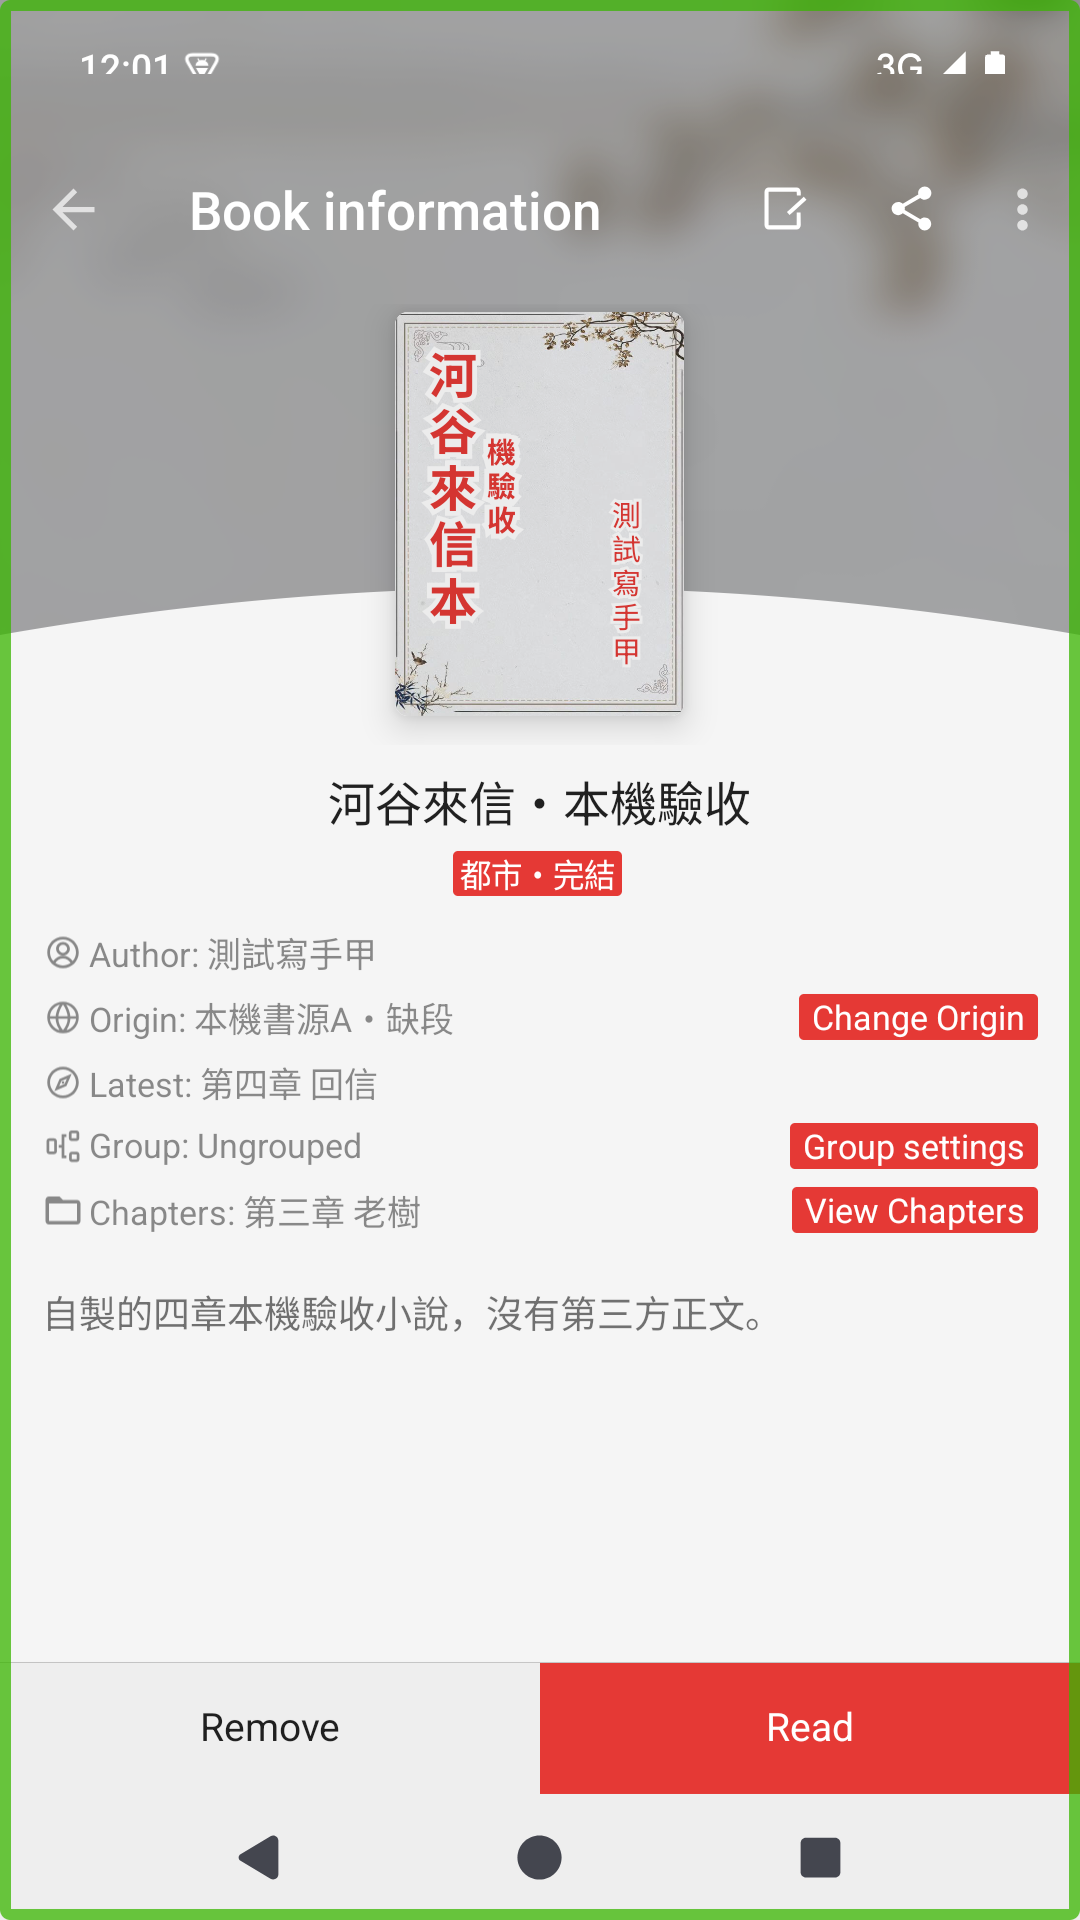 12:01
3G
Book information
河谷來信本
機驗收
測試寫手甲
河谷來信・本機驗收
都市・完結
Author: 測試寫手甲
Origin: 本機書源A・缺段
Change Origin
Latest: 第四章 回信
Group: Ungrouped
Group settings
Chapters: 第三章 老樹
View Chapters
自製的四章本機驗收小說，沒有第三方正文。
Remove
Read